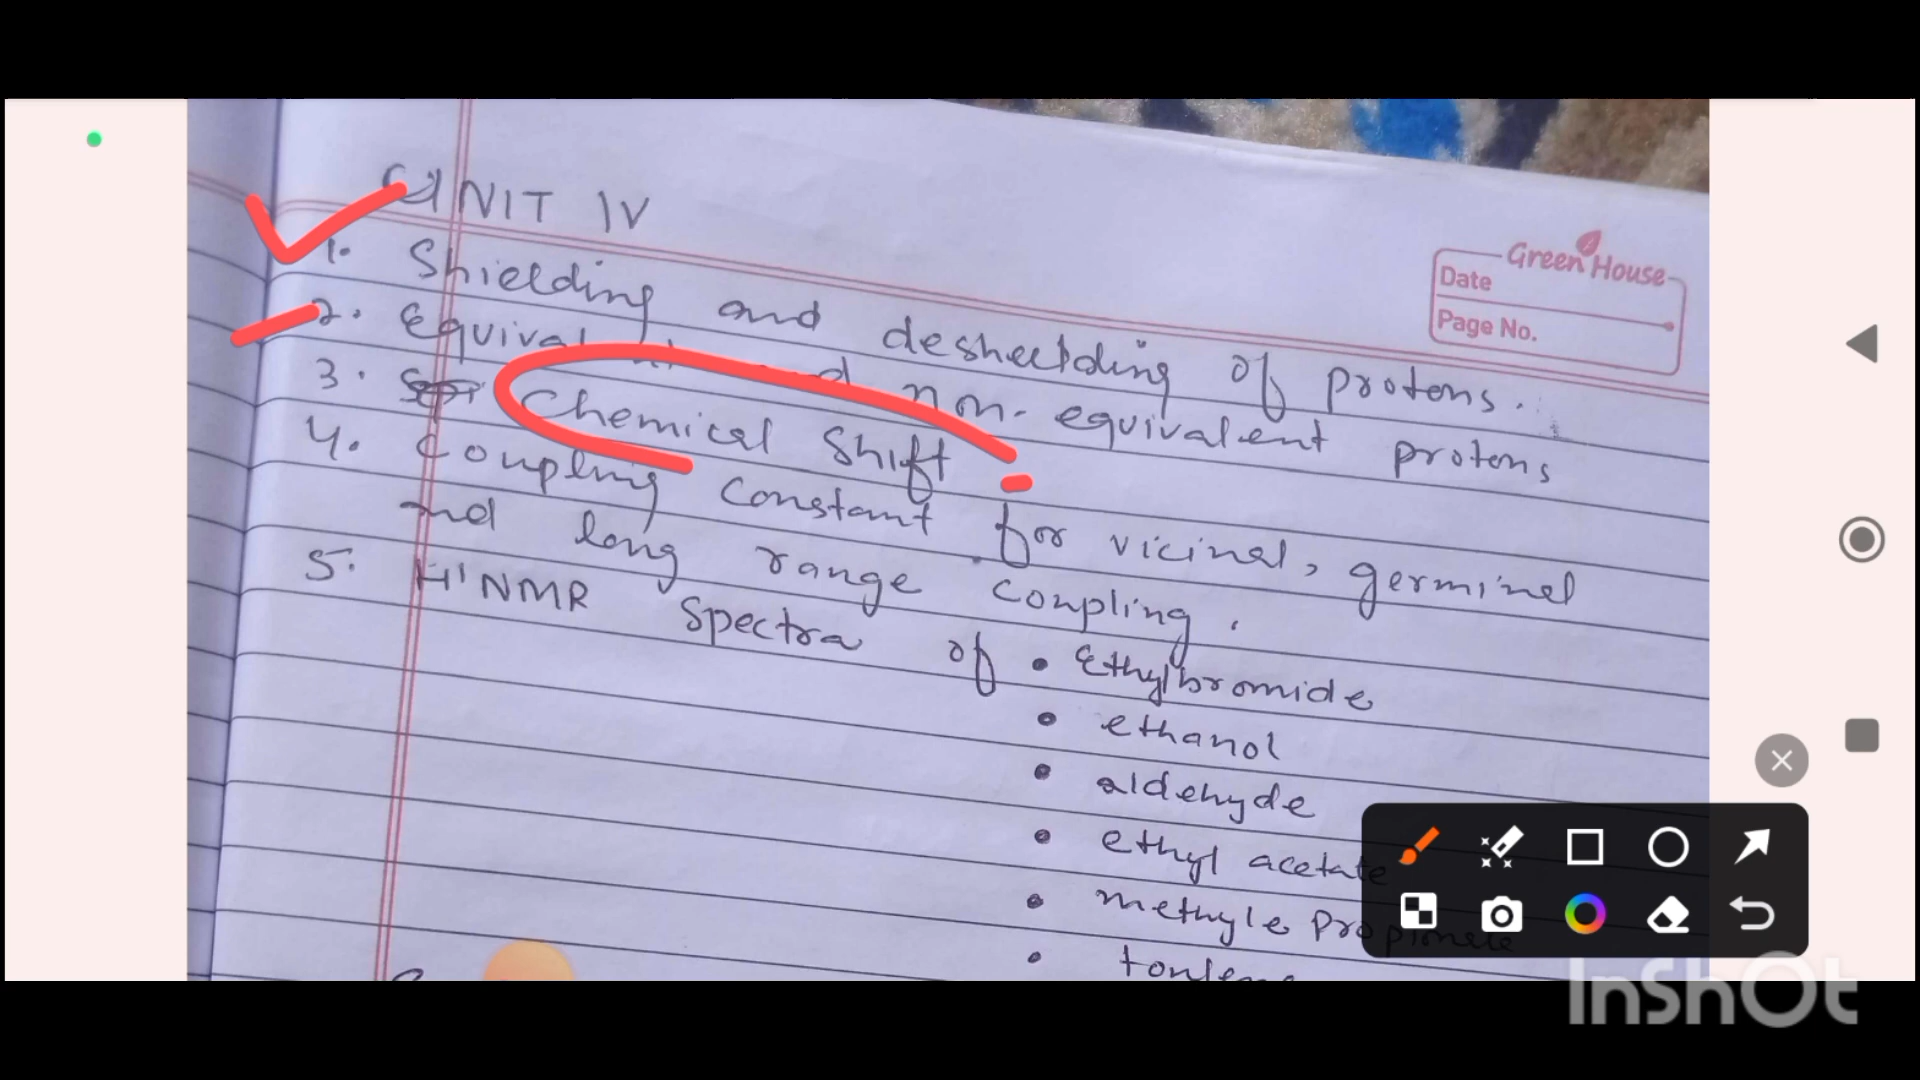 UNIT IV
1. Shielding and desheilding of protons.
2. Equivalent and non-equivalent protons
3. Chemical Shift
4. Coupling Constant for vicinal, germinal
and long range coupling.
5. H'NMR Spectra of • Ethylbromide
• ethanol
• aldehyde
• ethyl acetate
• methyle
Green House
Date
Page No.
InShOt